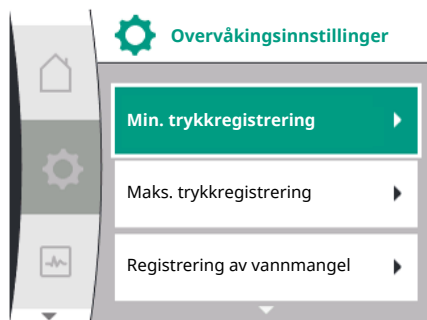 Overvåkingsinnstillinger
Min. trykkregistrering
Maks. trykkregistrering
Registrering av vannmangel